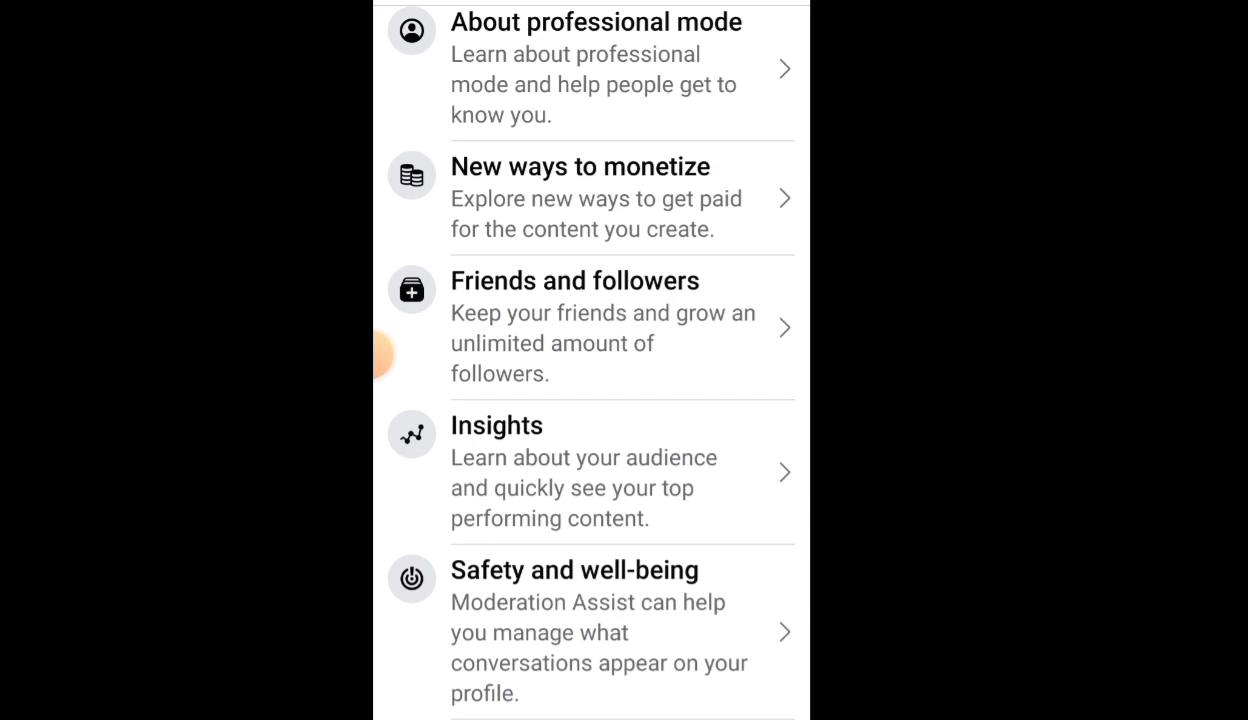 About professional mode
Learn about professional
mode and help people get to
know you.
New ways to monetize
Explore new ways to get paid
for the content you create.
Friends and followers
Keep your friends and grow an
unlimited amount of
followers.
Insights
Learn about your audience
and quickly see your top
performing content.
Safety and well-being
Moderation Assist can help
you manage what
conversations appear on your
profile.